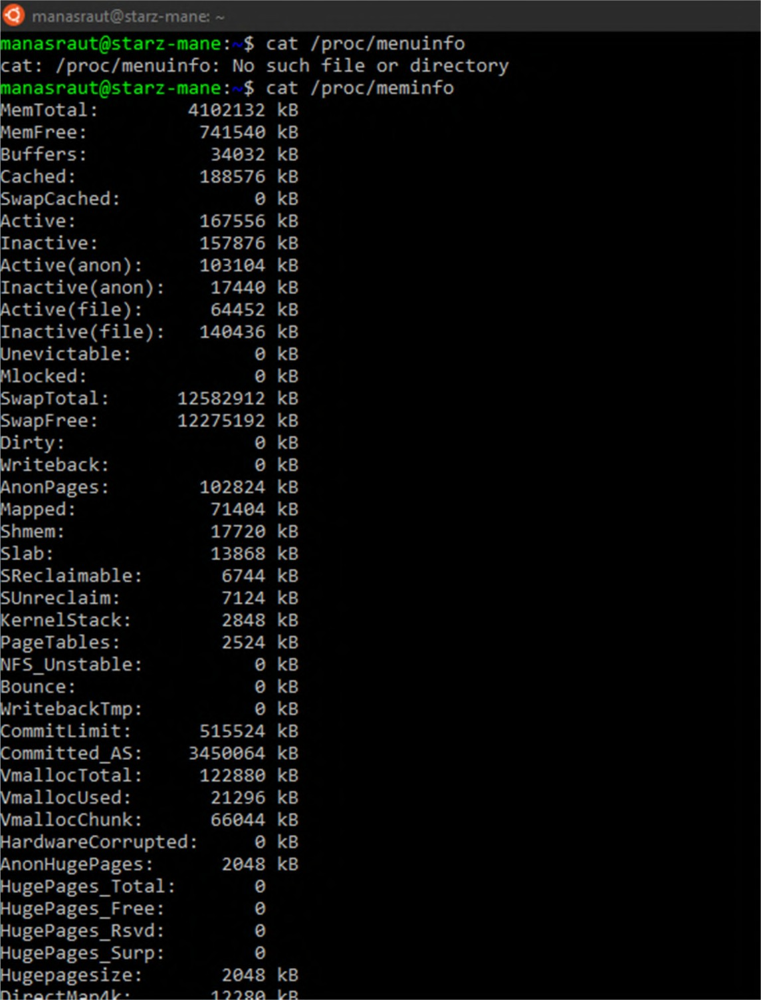 manasraut@starz-mane: ~
manasraut@starz-mane:~$ cat /proc/menuinfo
cat: /proc/menuinfo: No such file or directory
manasraut@starz-mane:~$ cat /proc/meminfo
MemTotal: 4102132 kB
MemFree: 741540 kB
Buffers: 34032 kB
Cached: 188576 kB
SwapCached: 0 kB
Active: 167556 kB
Inactive: 157876 kB
Active(anon): 103104 kB
Inactive(anon): 17440 kB
Active(file): 64452 kB
Inactive(file): 140436 kB
Unevictable: 0 kB
Mlocked: 0 kB
SwapTotal: 12582912 kB
SwapFree: 12275192 kB
Dirty: 0 kB
Writeback: 0 kB
AnonPages: 102824 kB
Mapped: 71404 kB
Shmem: 17720 kB
Slab: 13868 kB
SReclaimable: 6744 kB
SUnreclaim: 7124 kB
KernelStack: 2848 kB
PageTables: 2524 kB
NFS_Unstable: 0 kB
Bounce: 0 kB
WritebackTmp: 0 kB
CommitLimit: 515524 kB
Committed_AS: 3450064 kB
VmallocTotal: 122880 kB
VmallocUsed: 21296 kB
VmallocChunk: 66044 kB
HardwareCorrupted: 0 kB
AnonHugePages: 2048 kB
HugePages_Total: 0
HugePages_Free: 0
HugePages_Rsvd: 0
HugePages_Surp: 0
Hugepagesize: 2048 kB
DirectMap4k: 12280 kB